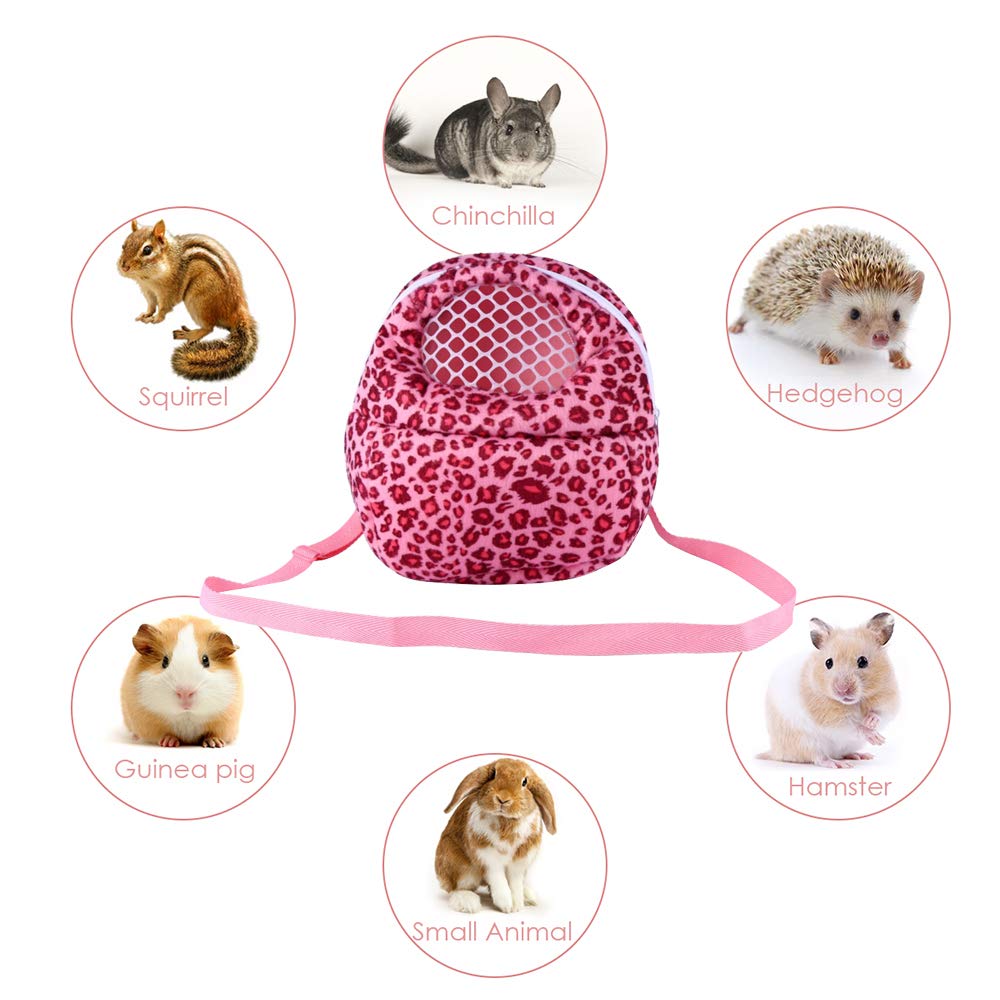 Chinchilla
Squirrel
Hedgehog
Guinea pig
Hamster
Small Animal